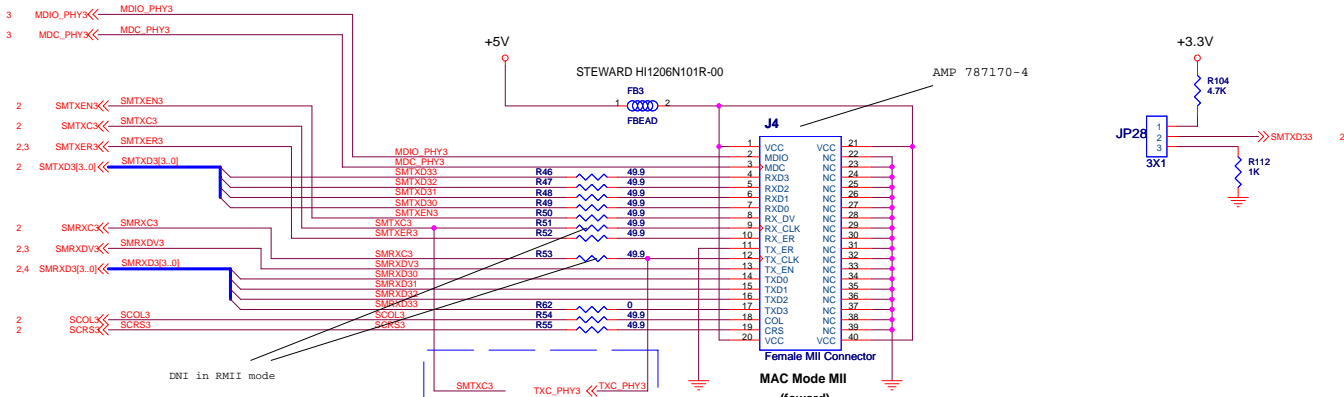 3 MDIO_PHY3 MDIO_PHY3
3 MDC_PHY3 MDC_PHY3
+5V
STEWARD HI1206N101R-00
AMP 787170-4
+3.3V
FB3
1 2
FBEAD
R104
4.7K
JP28
1
2
3
3X1
SMTXD33 2
R112
1K
2 SMTXEN3 SMTXEN3
2 SMTXC3 SMTXC3
2,3 SMTXER3 SMTXER3
2 SMTXD3[3..0] SMTXD3[3..0]
2 SMRXC3 SMRXC3
2,3 SMRXDV3 SMRXDV3
2,4 SMRXD3[3..0] SMRXD3[3..0]
2 SCOL3
2 SCRS3
J4
1 VCC VCC 21
MDIO_PHY3 2 MDIO NC 22
MDC_PHY3 3 MDC NC 23
SMTXD33 R46 49.9 4 RXD3 NC 24
SMTXD32 R47 49.9 5 RXD2 NC 25
SMTXD31 R48 49.9 6 RXD1 NC 26
SMTXD30 R49 49.9 7 RXD0 NC 27
SMTXEN3 R50 49.9 8 RX_DV NC 28
SMTXC3 R51 49.9 9 RX_CLK NC 29
SMTXER3 R52 49.9 10 RX_ER NC 30
11 TX_ER NC 31
SMRXC3 R53 49.9 12 TX_CLK NC 32
SMRXDV3 13 TX_EN NC 33
SMRXD30 14 TXD0 NC 34
SMRXD31 15 TXD1 NC 35
SMRXD32 16 TXD2 NC 36
SMRXD33 R62 0 17 TXD3 NC 37
SCOL3 R54 49.9 18 COL NC 38
SCRS3 R55 49.9 19 CRS NC 39
20 VCC VCC 40
Female MII Connector
DNI in RMII mode
SMTXC3 TXC_PHY3 TXC_PHY3
MAC Mode MII
(foward)